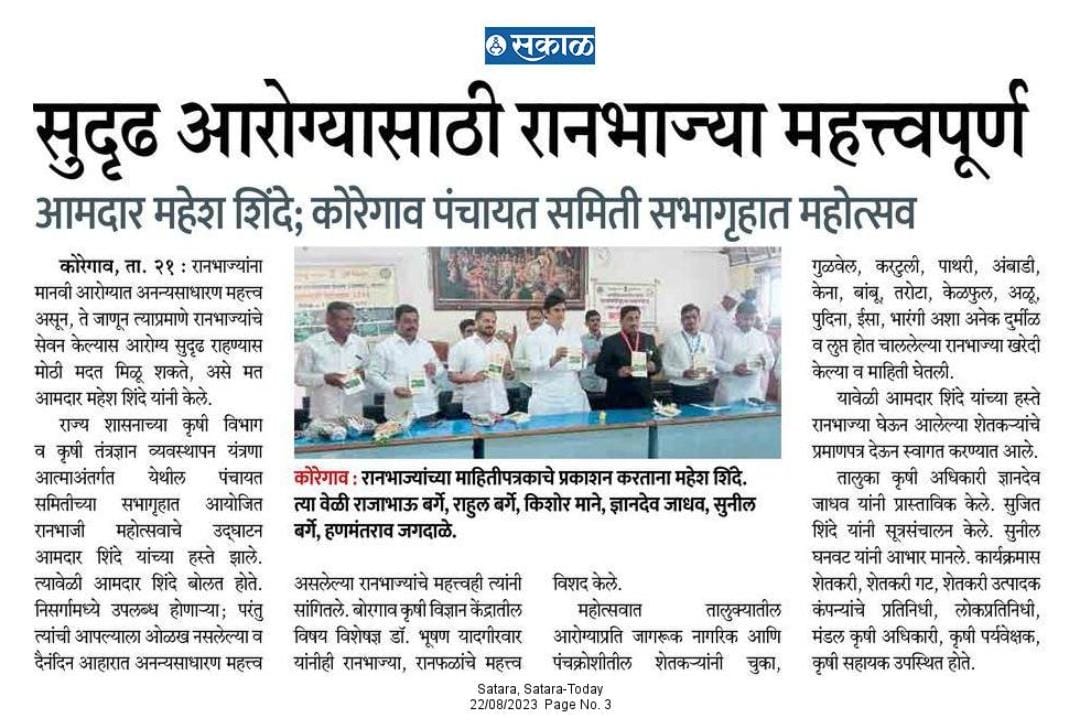 सकाळ
सुदृढ आरोग्यासाठी रानभाज्या महत्त्वपूर्ण
आमदार महेश शिंदे; कोरेगाव पंचायत समिती सभागृहात महोत्सव
कोरेगाव, ता. २१ : रानभाज्यांना
मानवी आरोग्यात अनन्यसाधारण महत्त्व
असून, ते जाणून त्याप्रमाणे रानभाज्यांचे
सेवन केल्यास आरोग्य सुदृढ राहण्यास
मोठी मदत मिळू शकते, असे मत
आमदार महेश शिंदे यांनी केले.
राज्य शासनाच्या कृषी विभाग
व कृषी तंत्रज्ञान व्यवस्थापन यंत्रणा
आत्माअंतर्गत येथील पंचायत
समितीच्या सभागृहात आयोजित
रानभाजी महोत्सवाचे उद्‌घाटन
आमदार शिंदे यांच्या हस्ते झाले.
त्यावेळी आमदार शिंदे बोलत होते.
निसर्गामध्ये उपलब्ध होणाऱ्या; परंतु
त्यांची आपल्याला ओळख नसलेल्या व
दैनंदिन आहारात अनन्यसाधारण महत्त्व
कोरेगाव : रानभाज्यांच्या माहितीपत्रकाचे प्रकाशन करताना महेश शिंदे.
त्या वेळी राजाभाऊ बर्गे, राहुल बर्गे, किशोर माने, ज्ञानदेव जाधव, सुनील
बर्गे, हणमंतराव जगदाळे.
असलेल्या रानभाज्यांचे महत्त्वही त्यांनी
सांगितले. बोरगाव कृषी विज्ञान केंद्रातील
विषय विशेषज्ञ डॉ. भूषण यादगीरवार
यांनीही रानभाज्या, रानफळांचे महत्त्व
विशद केले.
महोत्सवात तालुक्यातील
आरोग्याप्रति जागरूक नागरिक आणि
पंचक्रोशीतील शेतकऱ्यांनी चुका,
गुळवेल, करटुली, पाथरी, अंबाडी,
केना, बांबू, तरोटा, केळफुल, अळू,
पुदिना, ईसा, भारंगी अशा अनेक दुर्मीळ
व लुप्त होत चाललेल्या रानभाज्या खरेदी
केल्या व माहिती घेतली.
यावेळी आमदार शिंदे यांच्या हस्ते
रानभाज्या घेऊन आलेल्या शेतकऱ्यांचे
प्रमाणपत्र देऊन स्वागत करण्यात आले.
तालुका कृषी अधिकारी ज्ञानदेव
जाधव यांनी प्रास्ताविक केले. सुजित
शिंदे यांनी सूत्रसंचालन केले. सुनील
घनवट यांनी आभार मानले. कार्यक्रमास
शेतकरी, शेतकरी गट, शेतकरी उत्पादक
कंपन्यांचे प्रतिनिधी, लोकप्रतिनिधी,
मंडल कृषी अधिकारी, कृषी पर्यवेक्षक,
कृषी सहायक उपस्थित होते.
Satara, Satara-Today
22/08/2023 Page No. 3